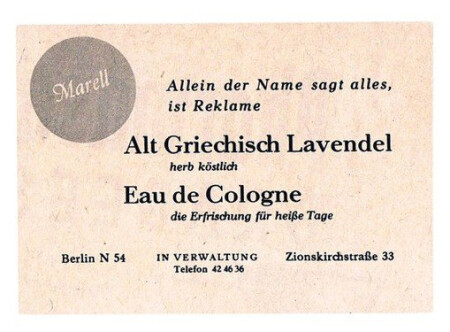 Marell
Allein der Name sagt alles,
ist Reklame
Alt Griechisch Lavendel
herb köstlich
Eau de Cologne
die Erfrischung für heiße Tage
Berlin N 54
IN VERWALTUNG
Telefon 42 46 36
Zionskirchstraße 33